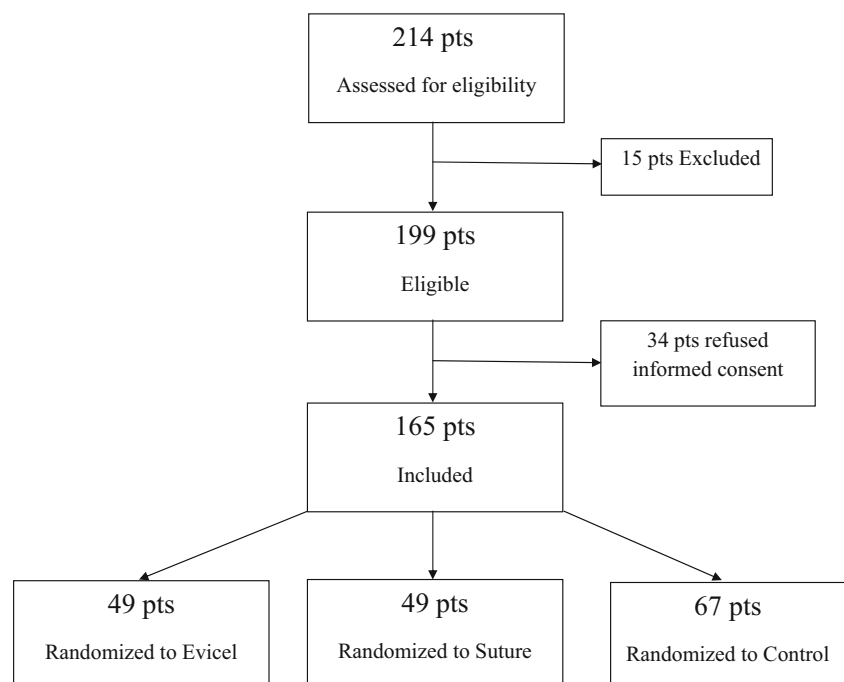 214 pts
Assessed for eligibility
15 pts Excluded
199 pts
Eligible
34 pts refused
informed consent
165 pts
Included
49 pts
Randomized to Evicel
49 pts
Randomized to Suture
67 pts
Randomized to Control